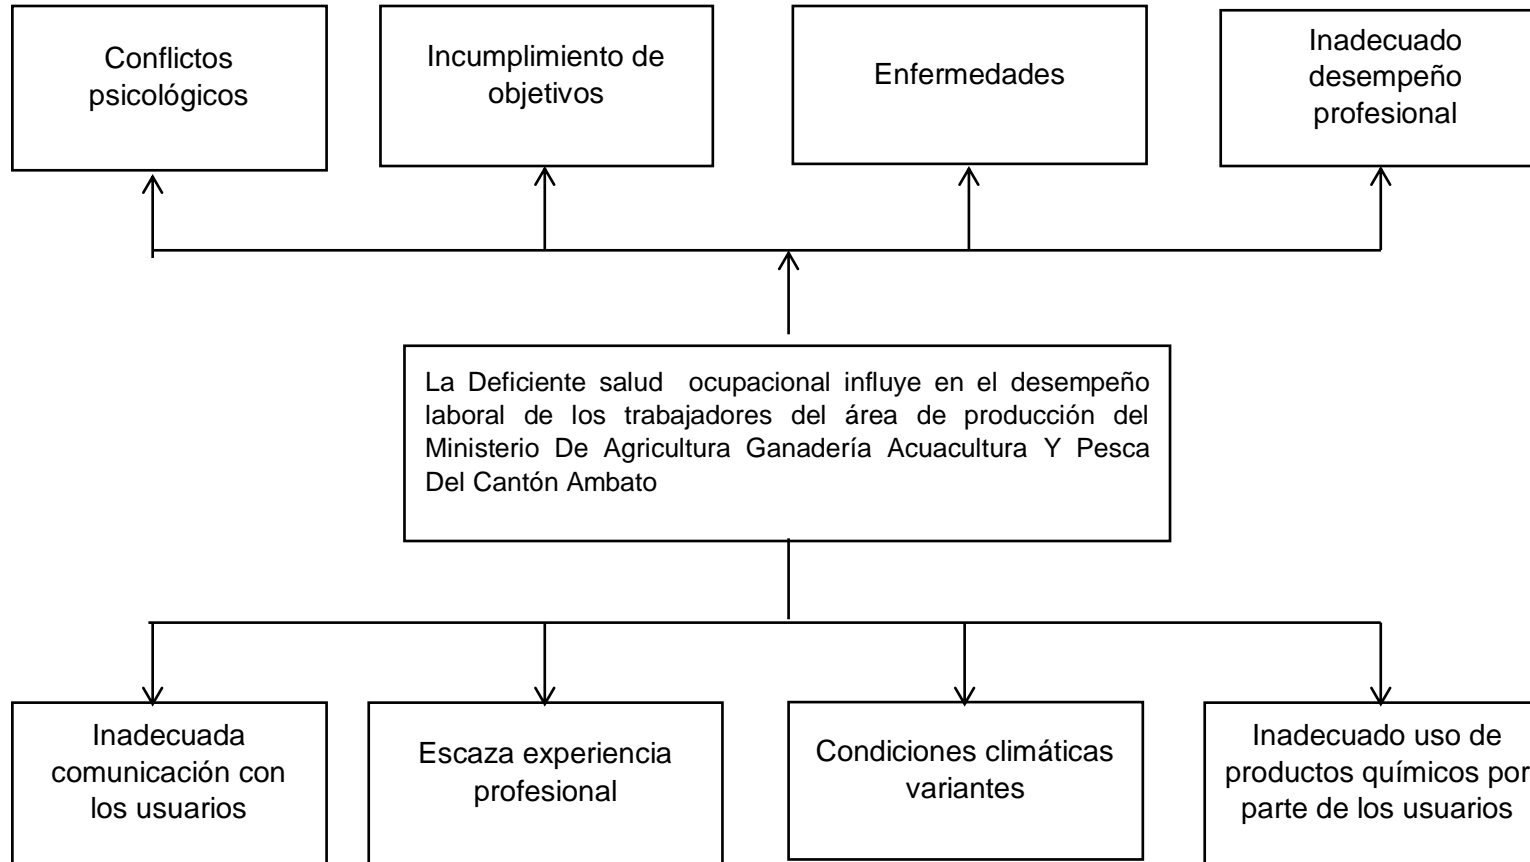 Conflictos
psicológicos
Incumplimiento de
objetivos
Enfermedades
Inadecuado
desempeño
profesional
La Deficiente salud ocupacional influye en el desempeño
laboral de los trabajadores del área de producción del
Ministerio De Agricultura Ganadería Acuacultura Y Pesca
Del Cantón Ambato
Inadecuada
comunicación con
los usuarios
Escaza experiencia
profesional
Condiciones climáticas
variantes
Inadecuado uso de
productos químicos por
parte de los usuarios